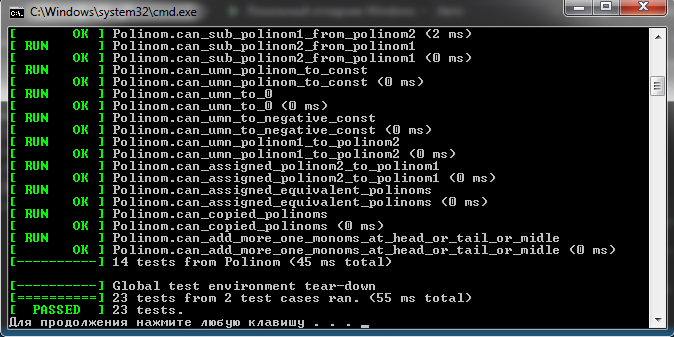 C:\Windows\system32\cmd.exe
[       OK ] Polinom.can_sub_polinom1_from_polinom2 (2 ms)
[ RUN      ] Polinom.can_sub_polinom2_from_polinom1
[       OK ] Polinom.can_sub_polinom2_from_polinom1 (0 ms)
[ RUN      ] Polinom.can_umn_polinom_to_const
[       OK ] Polinom.can_umn_polinom_to_const (0 ms)
[ RUN      ] Polinom.can_umn_to_0
[       OK ] Polinom.can_umn_to_0 (0 ms)
[ RUN      ] Polinom.can_umn_to_negative_const
[       OK ] Polinom.can_umn_to_negative_const (0 ms)
[ RUN      ] Polinom.can_umn_polinom1_to_polinom2
[       OK ] Polinom.can_umn_polinom1_to_polinom2 (0 ms)
[ RUN      ] Polinom.can_assigned_polinom2_to_polinom1
[       OK ] Polinom.can_assigned_polinom2_to_polinom1 (0 ms)
[ RUN      ] Polinom.can_assigned_equivalent_polinoms
[       OK ] Polinom.can_assigned_equivalent_polinoms (0 ms)
[ RUN      ] Polinom.can_copied_polinoms
[       OK ] Polinom.can_copied_polinoms (0 ms)
[ RUN      ] Polinom.can_add_more_one_monoms_at_head_or_tail_or_midle
[       OK ] Polinom.can_add_more_one_monoms_at_head_or_tail_or_midle (0 ms)
[----------] 14 tests from Polinom (45 ms total)
[----------] Global test environment tear-down
[==========] 23 tests from 2 test cases ran. (55 ms total)
[  PASSED  ] 23 tests.
Для продолжения нажмите любую клавишу . . .